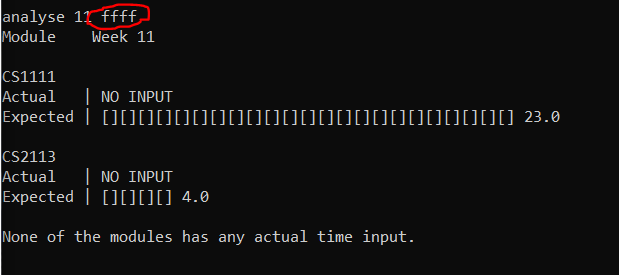 analyse 11 ffff
Module    Week 11
CS1111
Actual   | NO INPUT
Expected | [][][][][][][][][][][][][][][][][][][][][][][] 23.0
CS2113
Actual   | NO INPUT
Expected | [][][][] 4.0
None of the modules has any actual time input.